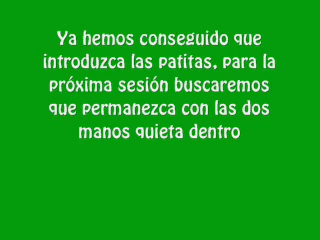 Ya hemos conseguido que
introduzca las patitas, para la
próxima sesión buscaremos
que permanezca con las dos
manos quieta dentro